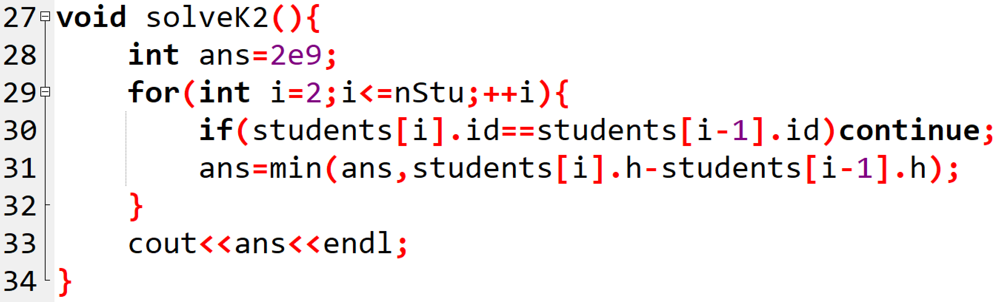 27 void solveK2(){
28     int ans=2e9;
29     for(int i=2;i<=nStu;++i){
30         if(students[i].id==students[i-1].id)continue;
31         ans=min(ans,students[i].h-students[i-1].h);
32     }
33     cout<<ans<<endl;
34 }